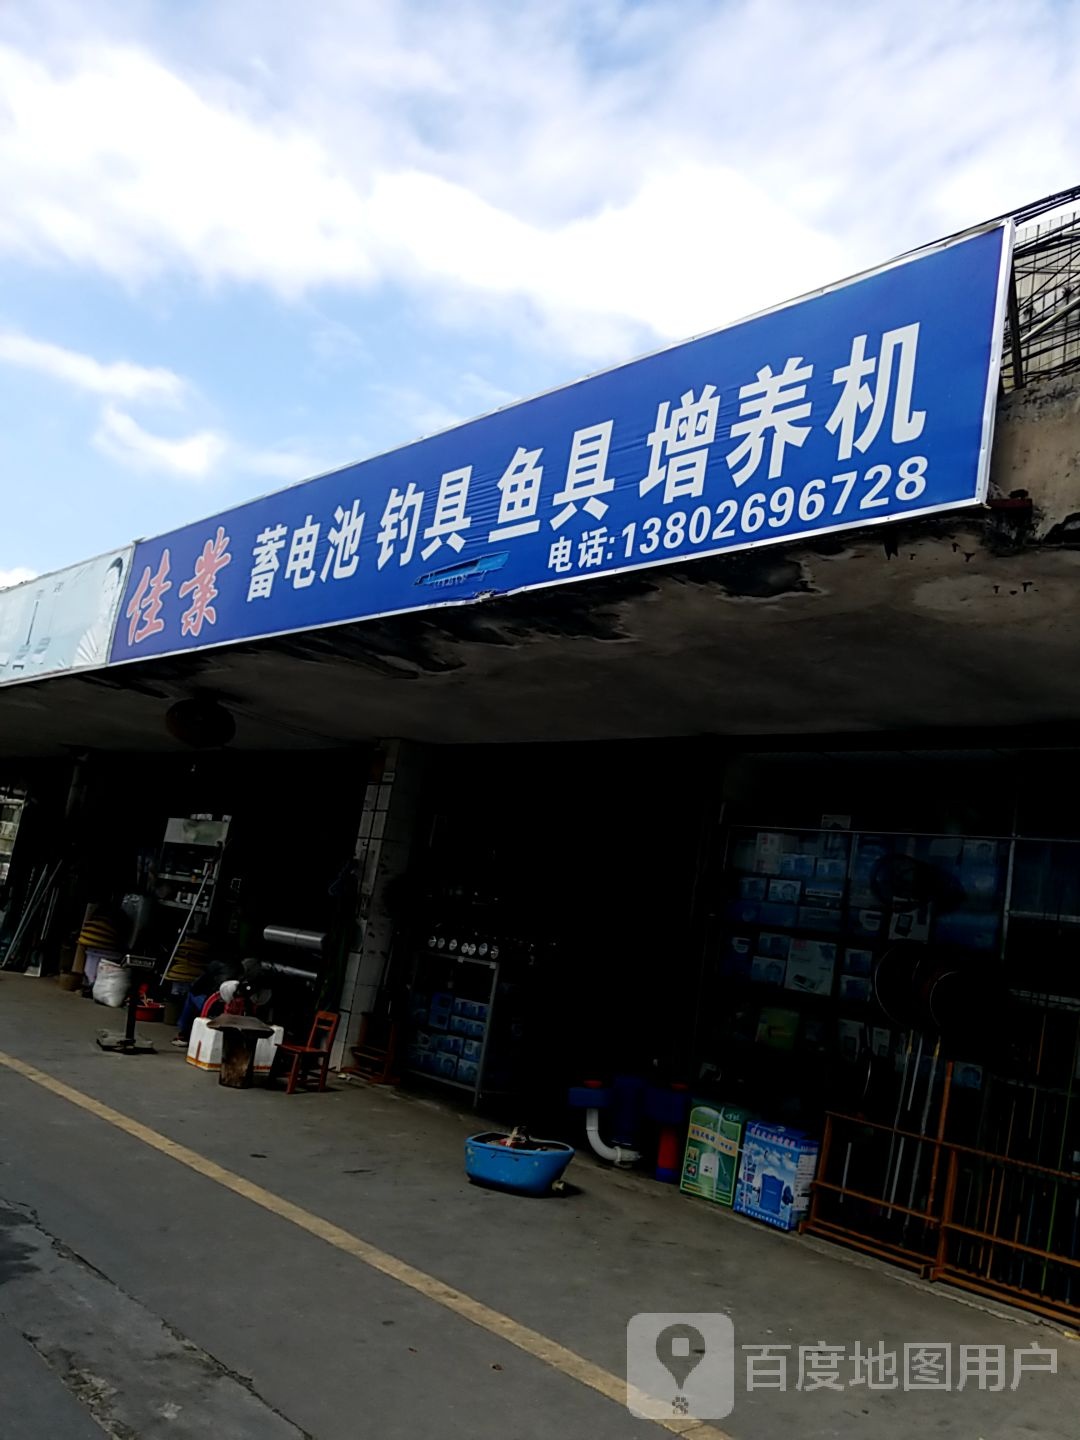 佳業 蓄电池 钓具 鱼具 增养机
电话:13802696728
百度地图用户